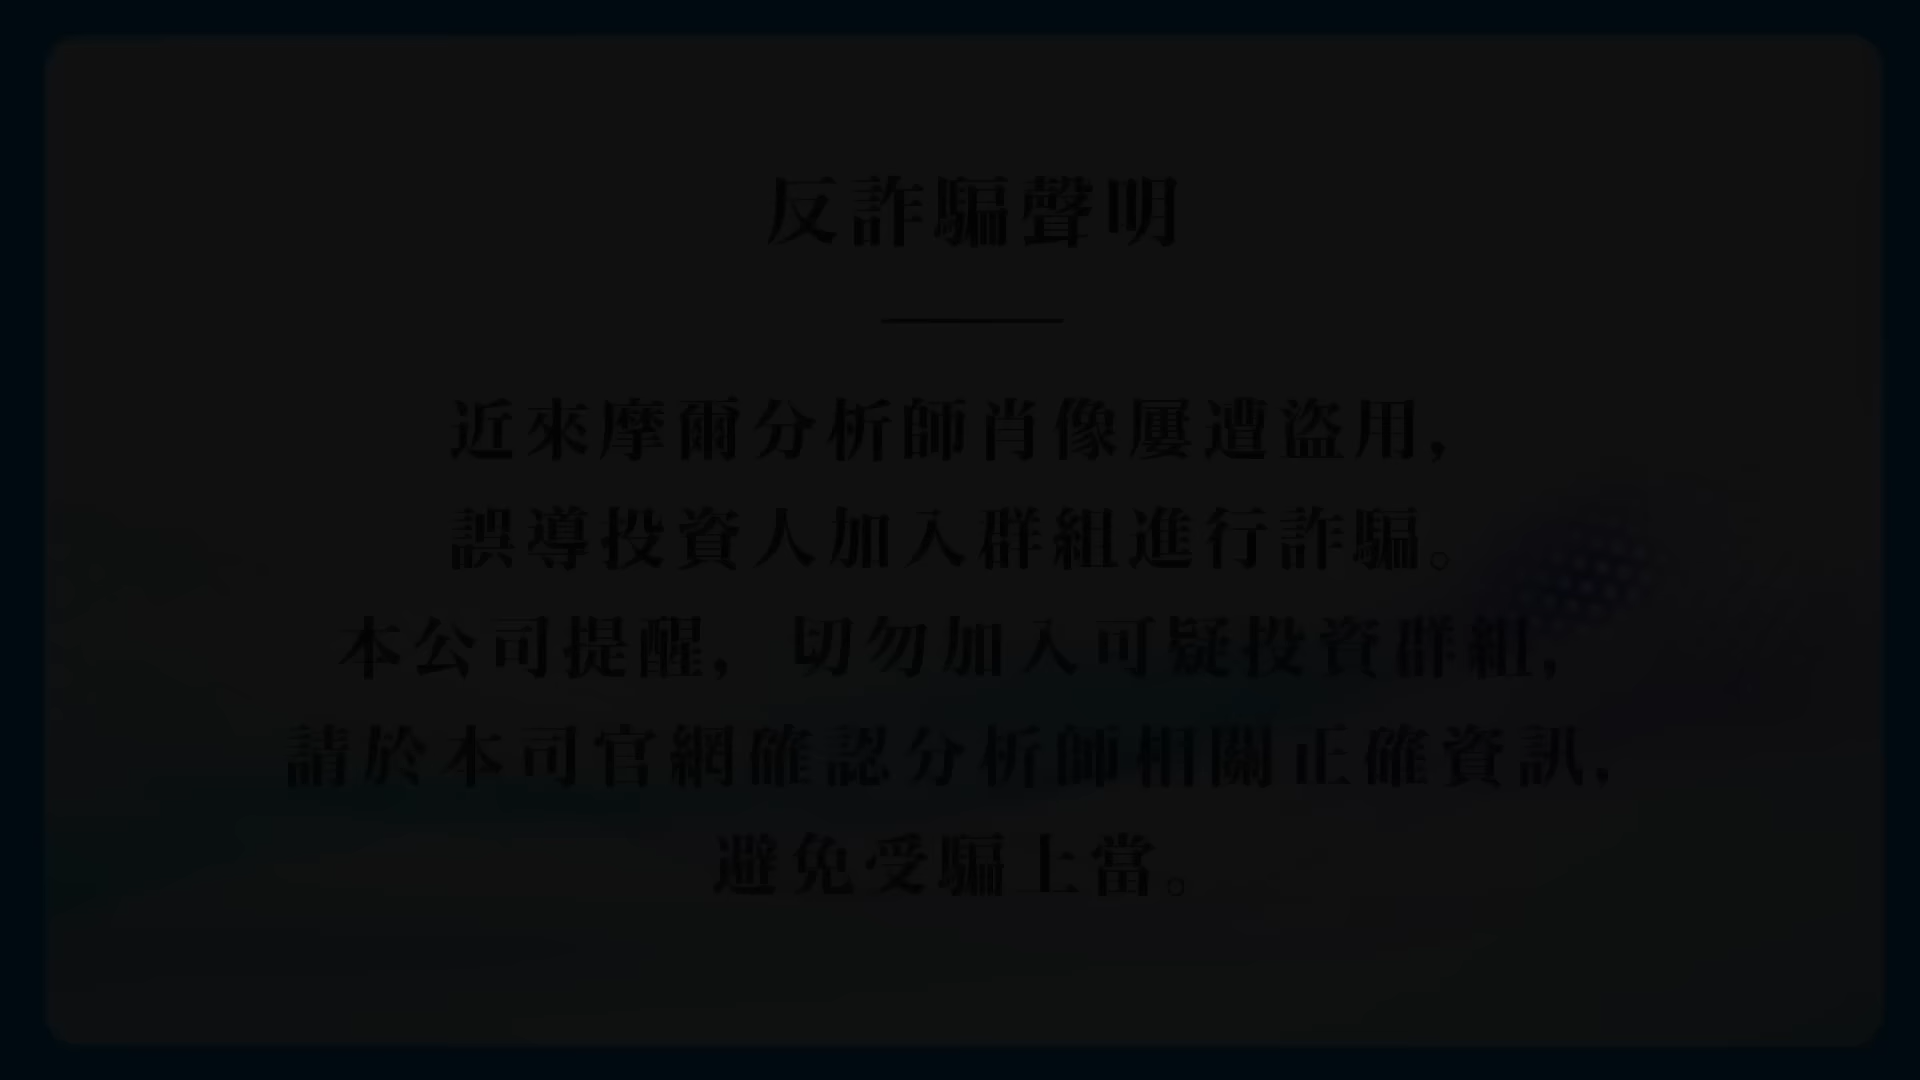 反詐騙聲明
近來摩爾分析師肖像屢遭盜用,
誤導投資人加入群組進行詐騙。
本公司提醒, 切勿加入可疑投資群組,
請於本司官網確認分析師相關正確資訊,
避免受騙上當。